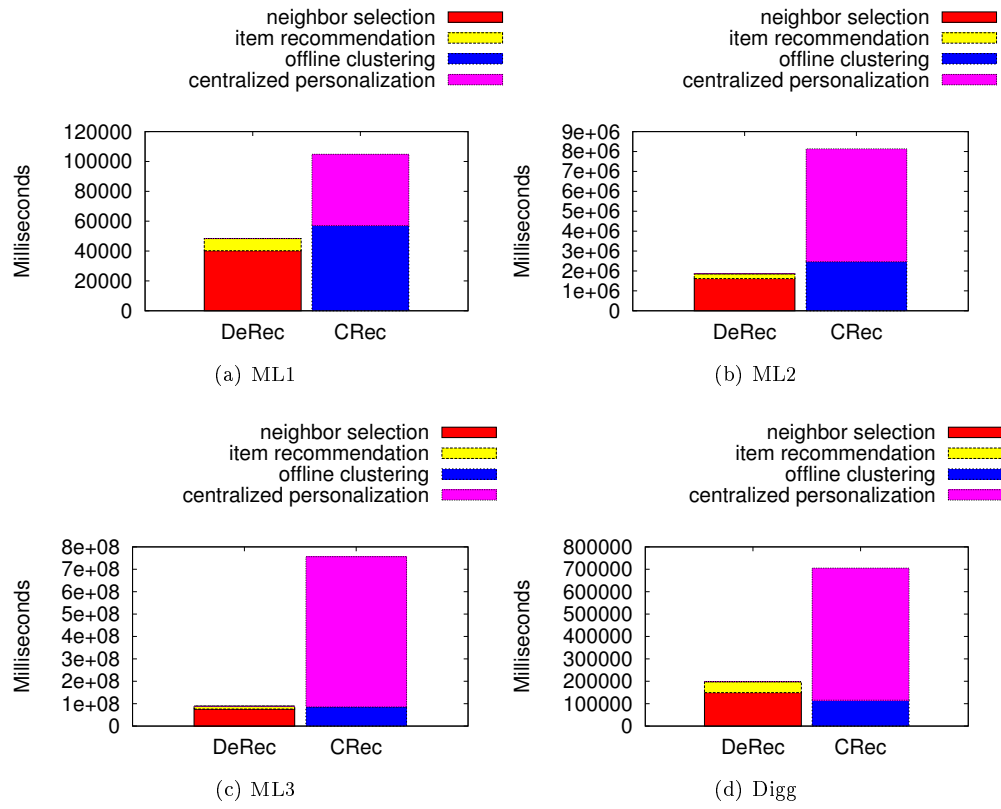 neighbor selection
item recommendation
offline clustering
centralized personalization
120000
100000
80000
60000
40000
20000
0
Milliseconds
DeRec CRec
(a) ML1
neighbor selection
item recommendation
offline clustering
centralized personalization
9e+06
8e+06
7e+06
6e+06
5e+06
4e+06
3e+06
2e+06
1e+06
0
Milliseconds
DeRec CRec
(b) ML2
neighbor selection
item recommendation
offline clustering
centralized personalization
8e+08
7e+08
6e+08
5e+08
4e+08
3e+08
2e+08
1e+08
0
Milliseconds
DeRec CRec
(c) ML3
neighbor selection
item recommendation
offline clustering
centralized personalization
800000
700000
600000
500000
400000
300000
200000
100000
0
Milliseconds
DeRec CRec
(d) Digg